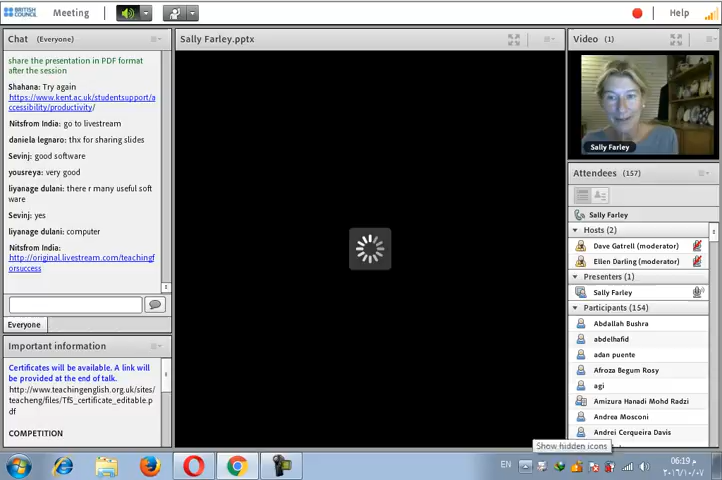 BRITISH
COUNCIL
Meeting
Help
Chat (Everyone)
share the presentation in PDF format
after the session
Shahana: Try again
https://www.kent.ac.uk/studentsupport/a
ccessibility/productivity/
Nitsfrom India: go to livestream
daniela legnaro: thx for sharing slides
Sevinj: good software
yousreya: very good
liyanage dulani: there r many useful soft
ware
Sevinj: yes
liyanage dulani: computer
Nitsfrom India:
http://original.livestream.com/teachingf
orsuccess
Everyone
Important information
Certificates will be available. A link will
be provided at the end of talk.
http://www.teachingenglish.org.uk/sites/
teacheng/files/TfS_certificate_editable.p
df
COMPETITION
Sally Farley.pptx
Video (1)
Sally Farley
Attendees (157)
Sally Farley
Hosts (2)
Dave Gatrell (moderator)
Ellen Darling (moderator)
Presenters (1)
Sally Farley
Participants (154)
Abdallah Bushra
abdelhafid
adan puente
Afroza Begum Rosy
agi
Amizura Hanadi Mohd Radzi
Andrea Mosconi
Andrei Cerqueira Davis
Show hidden icons
EN
06:19 م
٢٠١٦/١٠/٠٧